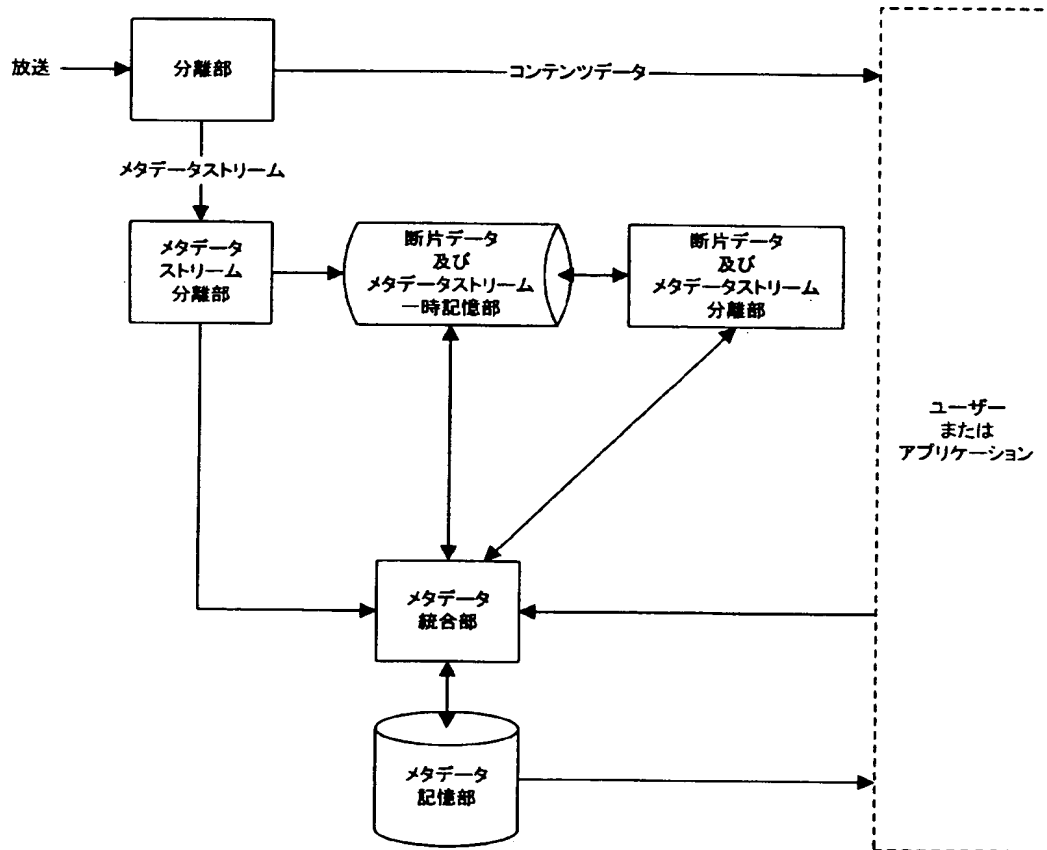 放送
分離部
コンテンツデータ
メタデータストリーム
メタデータ
ストリーム
分離部
断片データ
及び
メタデータストリーム
一時記憶部
断片データ
及び
メタデータストリーム
分離部
ユーザー
または
アプリケーション
メタデータ
統合部
メタデータ
記憶部